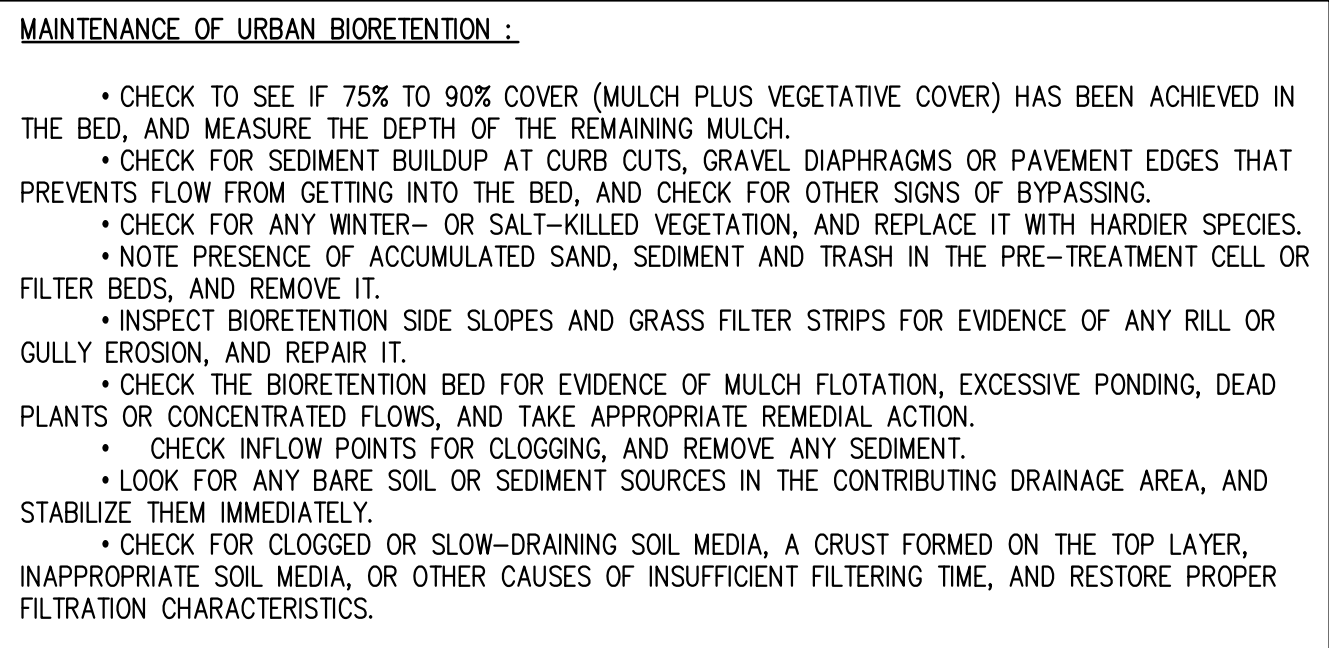 MAINTENANCE OF URBAN BIORETENTION :
• CHECK TO SEE IF 75% TO 90% COVER (MULCH PLUS VEGETATIVE COVER) HAS BEEN ACHIEVED IN
THE BED, AND MEASURE THE DEPTH OF THE REMAINING MULCH.
• CHECK FOR SEDIMENT BUILDUP AT CURB CUTS, GRAVEL DIAPHRAGMS OR PAVEMENT EDGES THAT
PREVENTS FLOW FROM GETTING INTO THE BED, AND CHECK FOR OTHER SIGNS OF BYPASSING.
• CHECK FOR ANY WINTER– OR SALT–KILLED VEGETATION, AND REPLACE IT WITH HARDIER SPECIES.
• NOTE PRESENCE OF ACCUMULATED SAND, SEDIMENT AND TRASH IN THE PRE–TREATMENT CELL OR
FILTER BEDS, AND REMOVE IT.
• INSPECT BIORETENTION SIDE SLOPES AND GRASS FILTER STRIPS FOR EVIDENCE OF ANY RILL OR
GULLY EROSION, AND REPAIR IT.
• CHECK THE BIORETENTION BED FOR EVIDENCE OF MULCH FLOTATION, EXCESSIVE PONDING, DEAD
PLANTS OR CONCENTRATED FLOWS, AND TAKE APPROPRIATE REMEDIAL ACTION.
• CHECK INFLOW POINTS FOR CLOGGING, AND REMOVE ANY SEDIMENT.
• LOOK FOR ANY BARE SOIL OR SEDIMENT SOURCES IN THE CONTRIBUTING DRAINAGE AREA, AND
STABILIZE THEM IMMEDIATELY.
• CHECK FOR CLOGGED OR SLOW–DRAINING SOIL MEDIA, A CRUST FORMED ON THE TOP LAYER,
INAPPROPRIATE SOIL MEDIA, OR OTHER CAUSES OF INSUFFICIENT FILTERING TIME, AND RESTORE PROPER
FILTRATION CHARACTERISTICS.